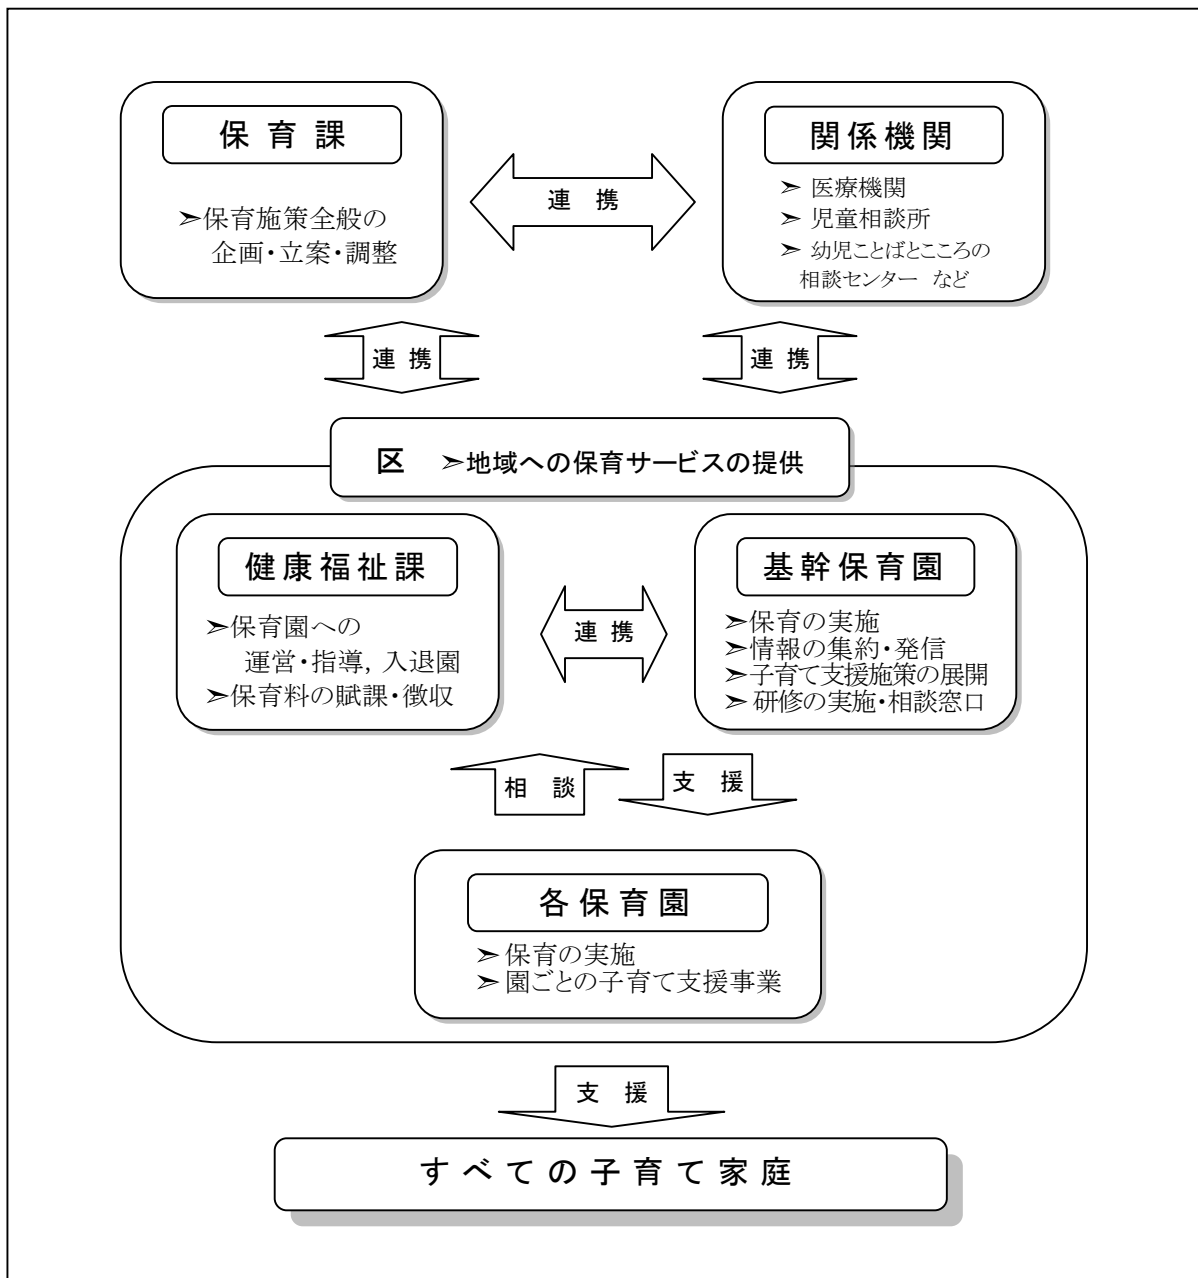 保育課
➢保育施策全般の
企画・立案・調整
連 携
関係機関
➢ 医療機関
➢ 児童相談所
➢ 幼児ことばとこころの
相談センター など
連 携
連 携
区 ➢地域への保育サービスの提供
健康福祉課
➢保育園への
運営・指導, 入退園
➢保育料の賦課・徴収
連 携
基幹保育園
➢保育の実施
➢情報の集約・発信
➢子育て支援施策の展開
➢研修の実施・相談窓口
相 談
支 援
各保育園
➢保育の実施
➢園ごとの子育て支援事業
支 援
すべての子育て家庭